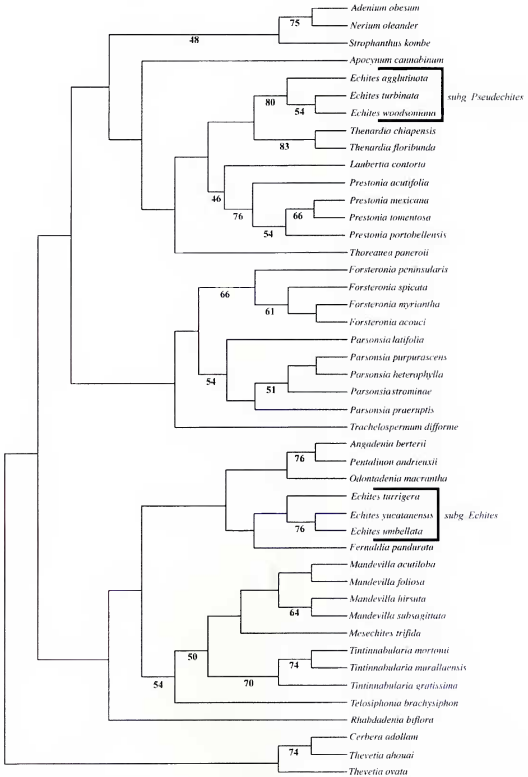 Adenium obesum
75
Nerium oleander
48
Strophanthus kombe
Apocynum cannabinum
Echites agglutinata
80
Echites turbinata
subg Pseudechites
54
Echites woodsoniana
Thenardia chiapensis
83
Thenardia floribunda
Laubertia contorta
46
Prestonia acutifolia
76
Prestonia mexicana
66
Prestonia tomentosa
54
Prestonia portobellensis
Thoreauea paneroii
Forsteronia peninsularis
66
Forsteronia spicata
61
Forsteronia myriantha
Forsteronia acouci
Parsonsia latifolia
54
Parsonsia purpurascens
Parsonsia heterophylla
51
Parsonsia straminae
Parsonsia praeruptis
Trachelospermum difforme
Angadenia berterii
76
Pentalinon andrieuxii
Odontadenia macrantha
Echites turrigera
Echites yucatanensis
subg Echites
76
Echites umbellata
Fernaldia pandurata
Mandevilla acutiloba
Mandevilla foliosa
Mandevilla hirsuta
64
Mandevilla subsagittata
Mesechites trifida
50
Tintinnabularia mortonii
74
Tintinnabularia murallaensis
54
70
Tintinnabularia gratissima
Telosiphonia brachysiphon
Rhabdadenia biflora
Cerbera odollam
74
Thevetia ahouai
Thevetia ovata